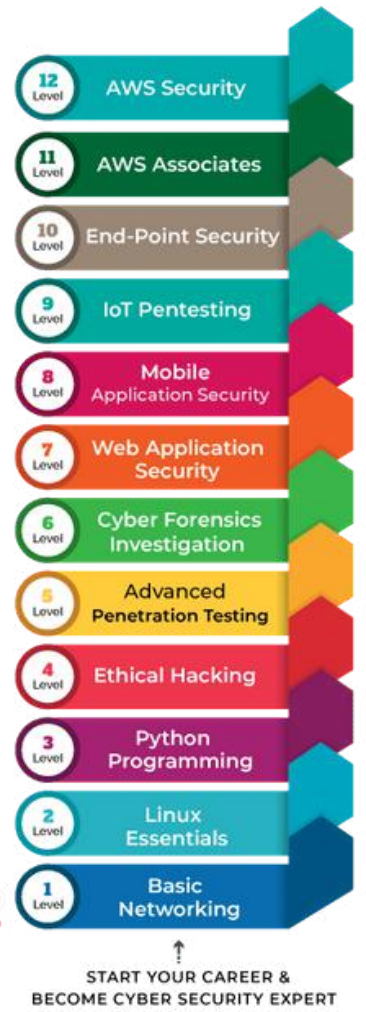 12
Level
AWS Security
11
Level
AWS Associates
10
Level
End-Point Security
9
Level
IoT Pentesting
8
Level
Mobile
Application Security
7
Level
Web Application
Security
6
Level
Cyber Forensics
Investigation
5
Level
Advanced
Penetration Testing
4
Level
Ethical Hacking
3
Level
Python
Programming
2
Level
Linux
Essentials
1
Level
Basic
Networking
START YOUR CAREER &
BECOME CYBER SECURITY EXPERT